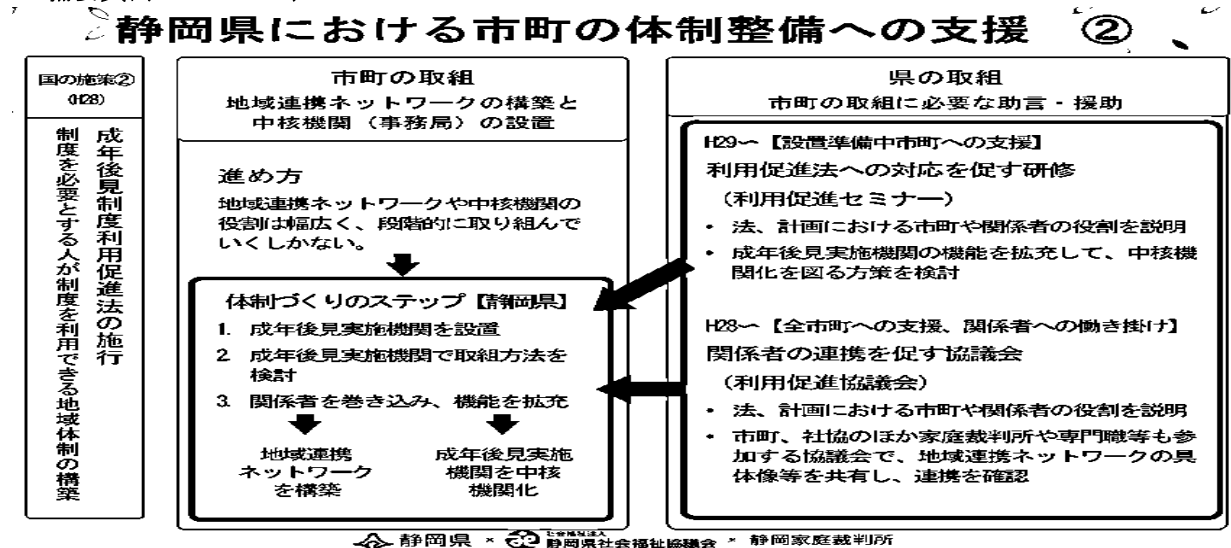 静岡県における市町の体制整備への支援 ②
国の施策②
(H28)
成年後見制度利用促進法の施行
制度を必要とする人が制度を利用できる地域体制の構築
市町の取組
地域連携ネットワークの構築と
中核機関（事務局）の設置
進め方
地域連携ネットワークや中核機関の
役割は幅広く、段階的に取り組んで
いくしかない。
体制づくりのステップ【静岡県】
1. 成年後見実施機関を設置
2. 成年後見実施機関で取組方法を
検討
3. 関係者を巻き込み、機能を拡充
地域連携
ネットワーク
を構築
成年後見実施
機関を中核
機関化
県の取組
市町の取組に必要な助言・援助
H29～【設置準備中市町への支援】
利用促進法への対応を促す研修
（利用促進セミナー）
・ 法、計画における市町や関係者の役割を説明
・ 成年後見実施機関の機能を拡充して、中核機
関化を図る方策を検討
H28～【全市町への支援、関係者への働き掛け】
関係者の連携を促す協議会
（利用促進協議会）
・ 法、計画における市町や関係者の役割を説明
・ 市町、社協のほか家庭裁判所や専門職等も参
加する協議会で、地域連携ネットワークの具
体像等を共有し、連携を確認
静岡県 × 社会福祉法人 静岡県社会福祉協議会 × 静岡家庭裁判所